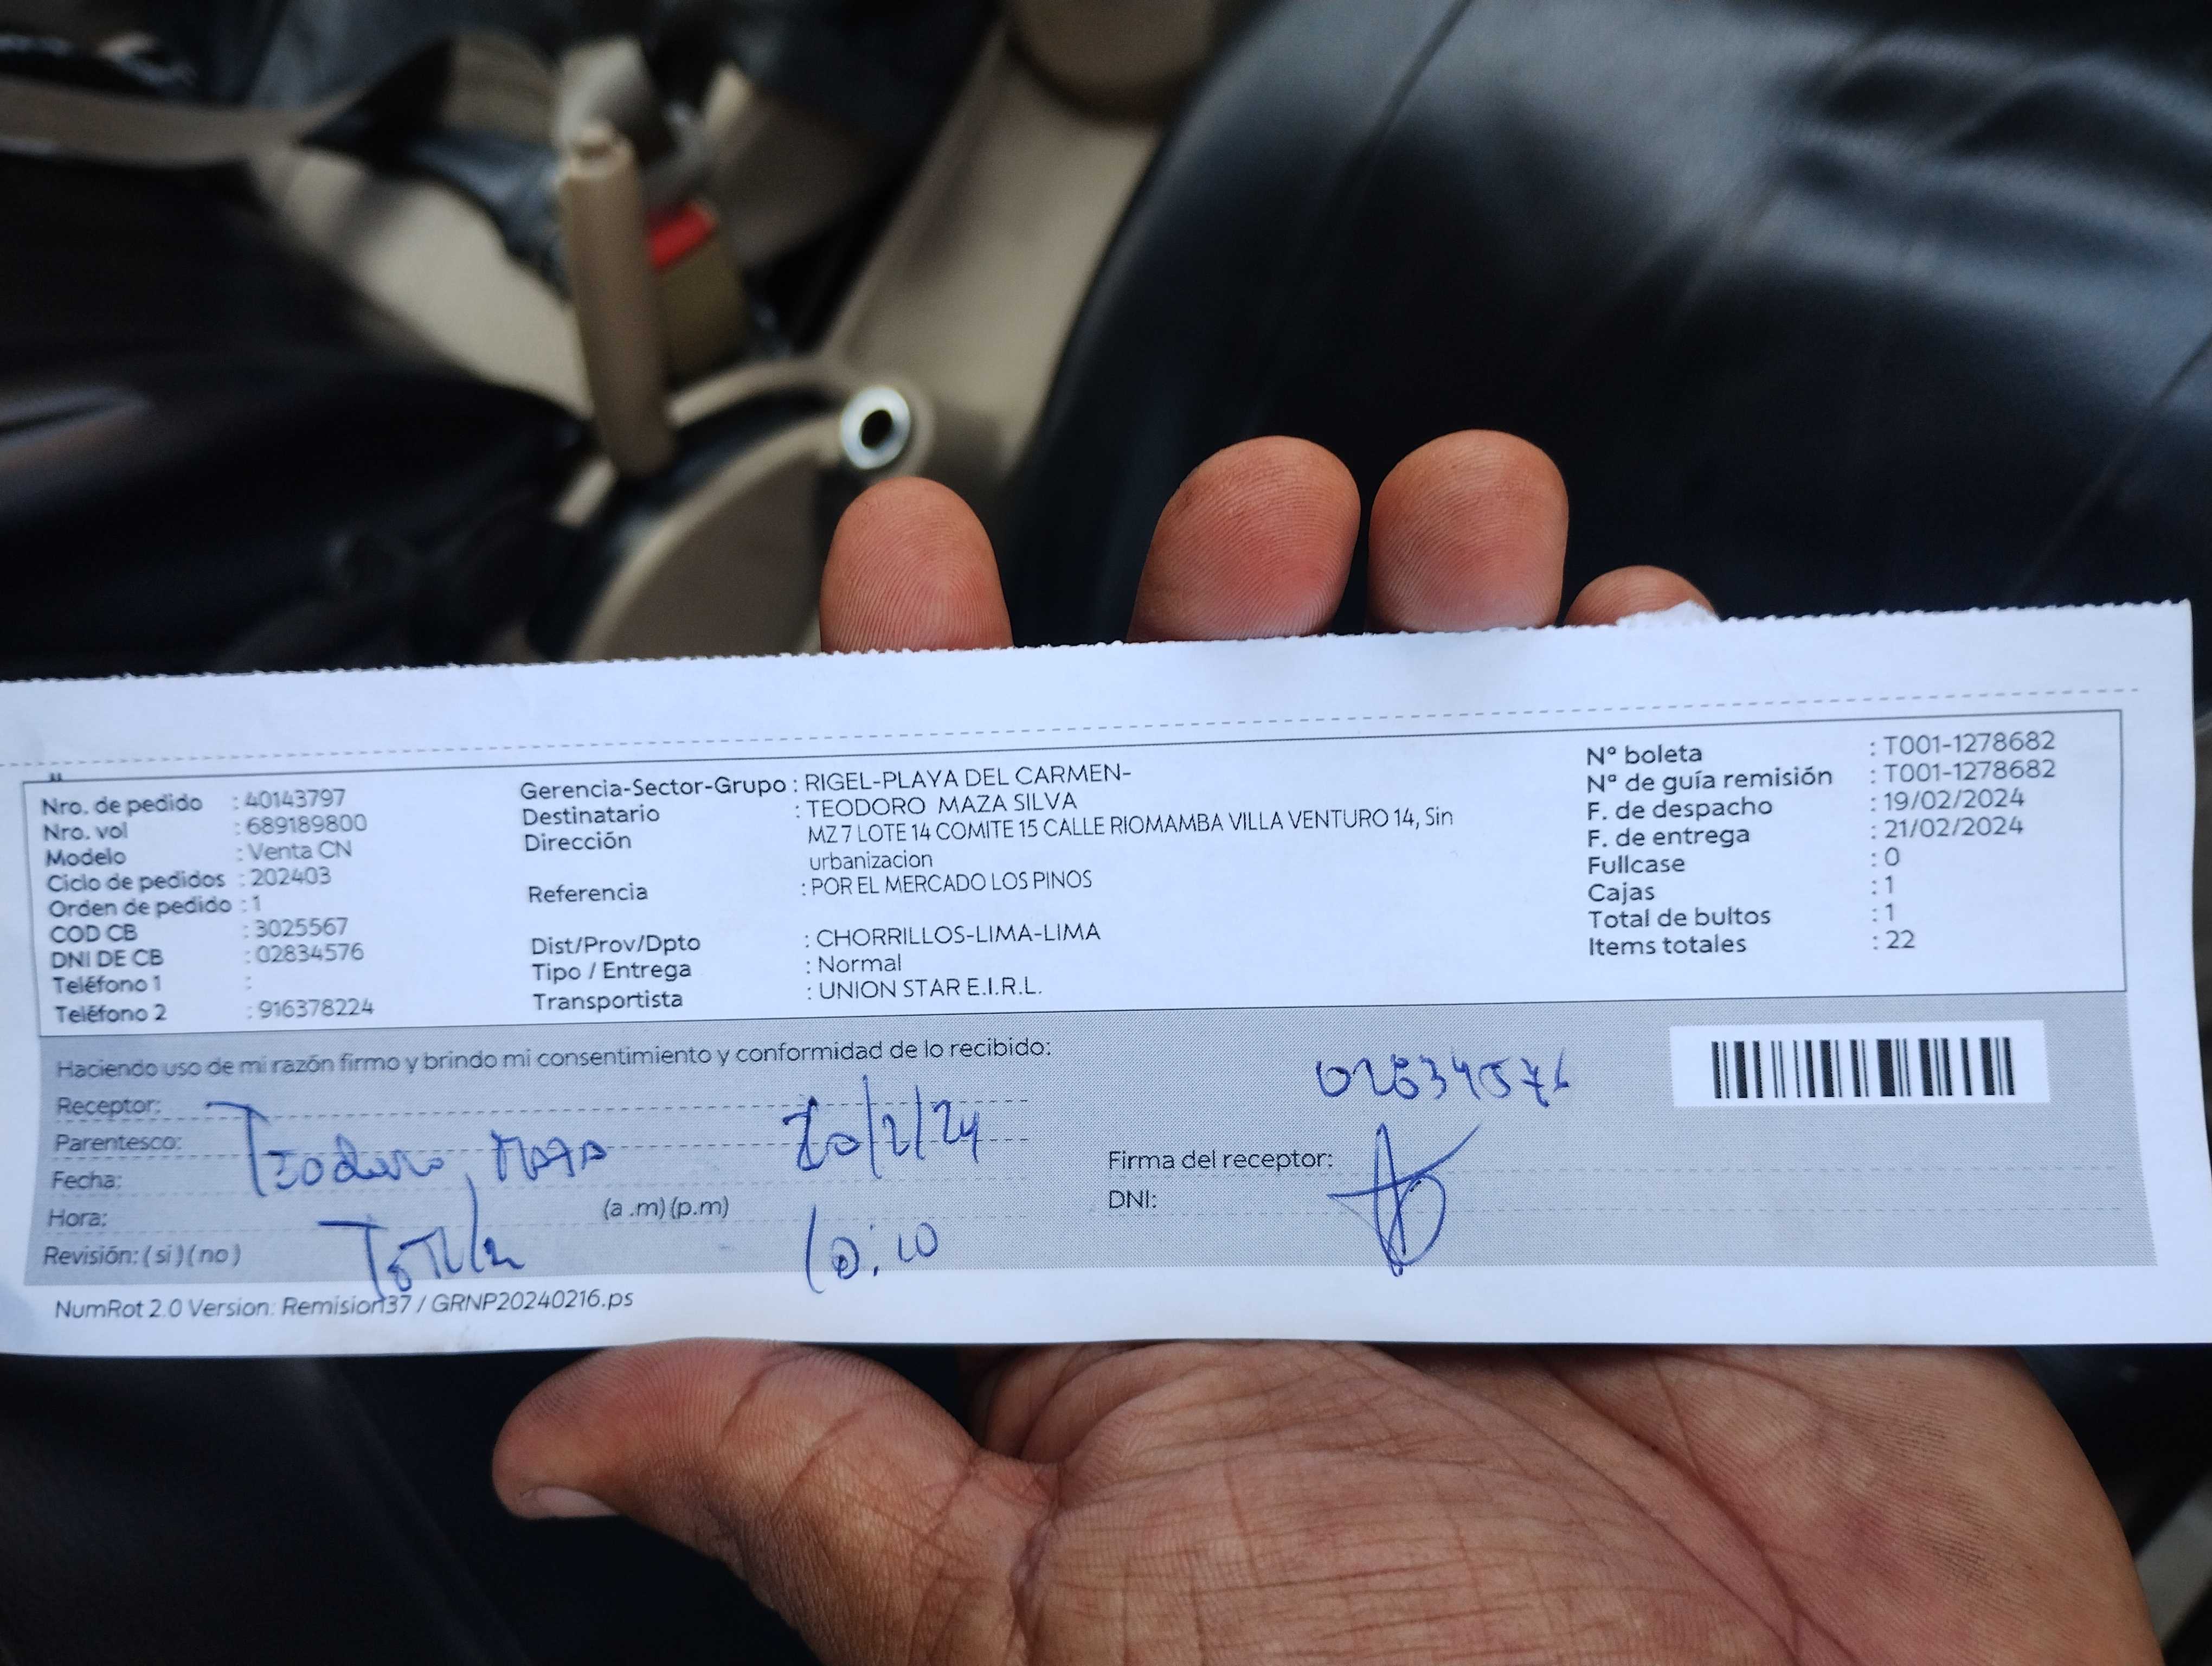 Nro. de pedido : 40143797
Nro. vol : 689189800
Modelo : Venta CN
Ciclo de pedidos : 202403
Orden de pedido : 1
COD CB : 3025567
DNI DE CB : 02834576
Teléfono 1 :
Teléfono 2 : 916378224
Gerencia-Sector-Grupo : RIGEL-PLAYA DEL CARMEN-
Destinatario : TEODORO MAZA SILVA
Dirección MZ 7 LOTE 14 COMITE 15 CALLE RIOMAMBA VILLA VENTURO 14, Sin
urbanizacion
Referencia : POR EL MERCADO LOS PINOS
Dist/Prov/Dpto : CHORRILLOS-LIMA-LIMA
Tipo / Entrega : Normal
Transportista : UNION STAR E.I.R.L.
N° boleta : T001-1278682
N° de guía remisión : T001-1278682
F. de despacho : 19/02/2024
F. de entrega : 21/02/2024
Fullcase : 0
Cajas : 1
Total de bultos : 1
Items totales : 22
Haciendo uso de mi razón firmo y brindo mi consentimiento y conformidad de lo recibido:
Receptor:
Parentesco:
Fecha:
Hora: (a .m) (p.m)
Revisión: ( si ) ( no )
Teodoro Maza 20/2/24
10:10
02834576
Firma del receptor:
DNI:
NumRot 2.0 Version: Remision37 / GRNP20240216.ps